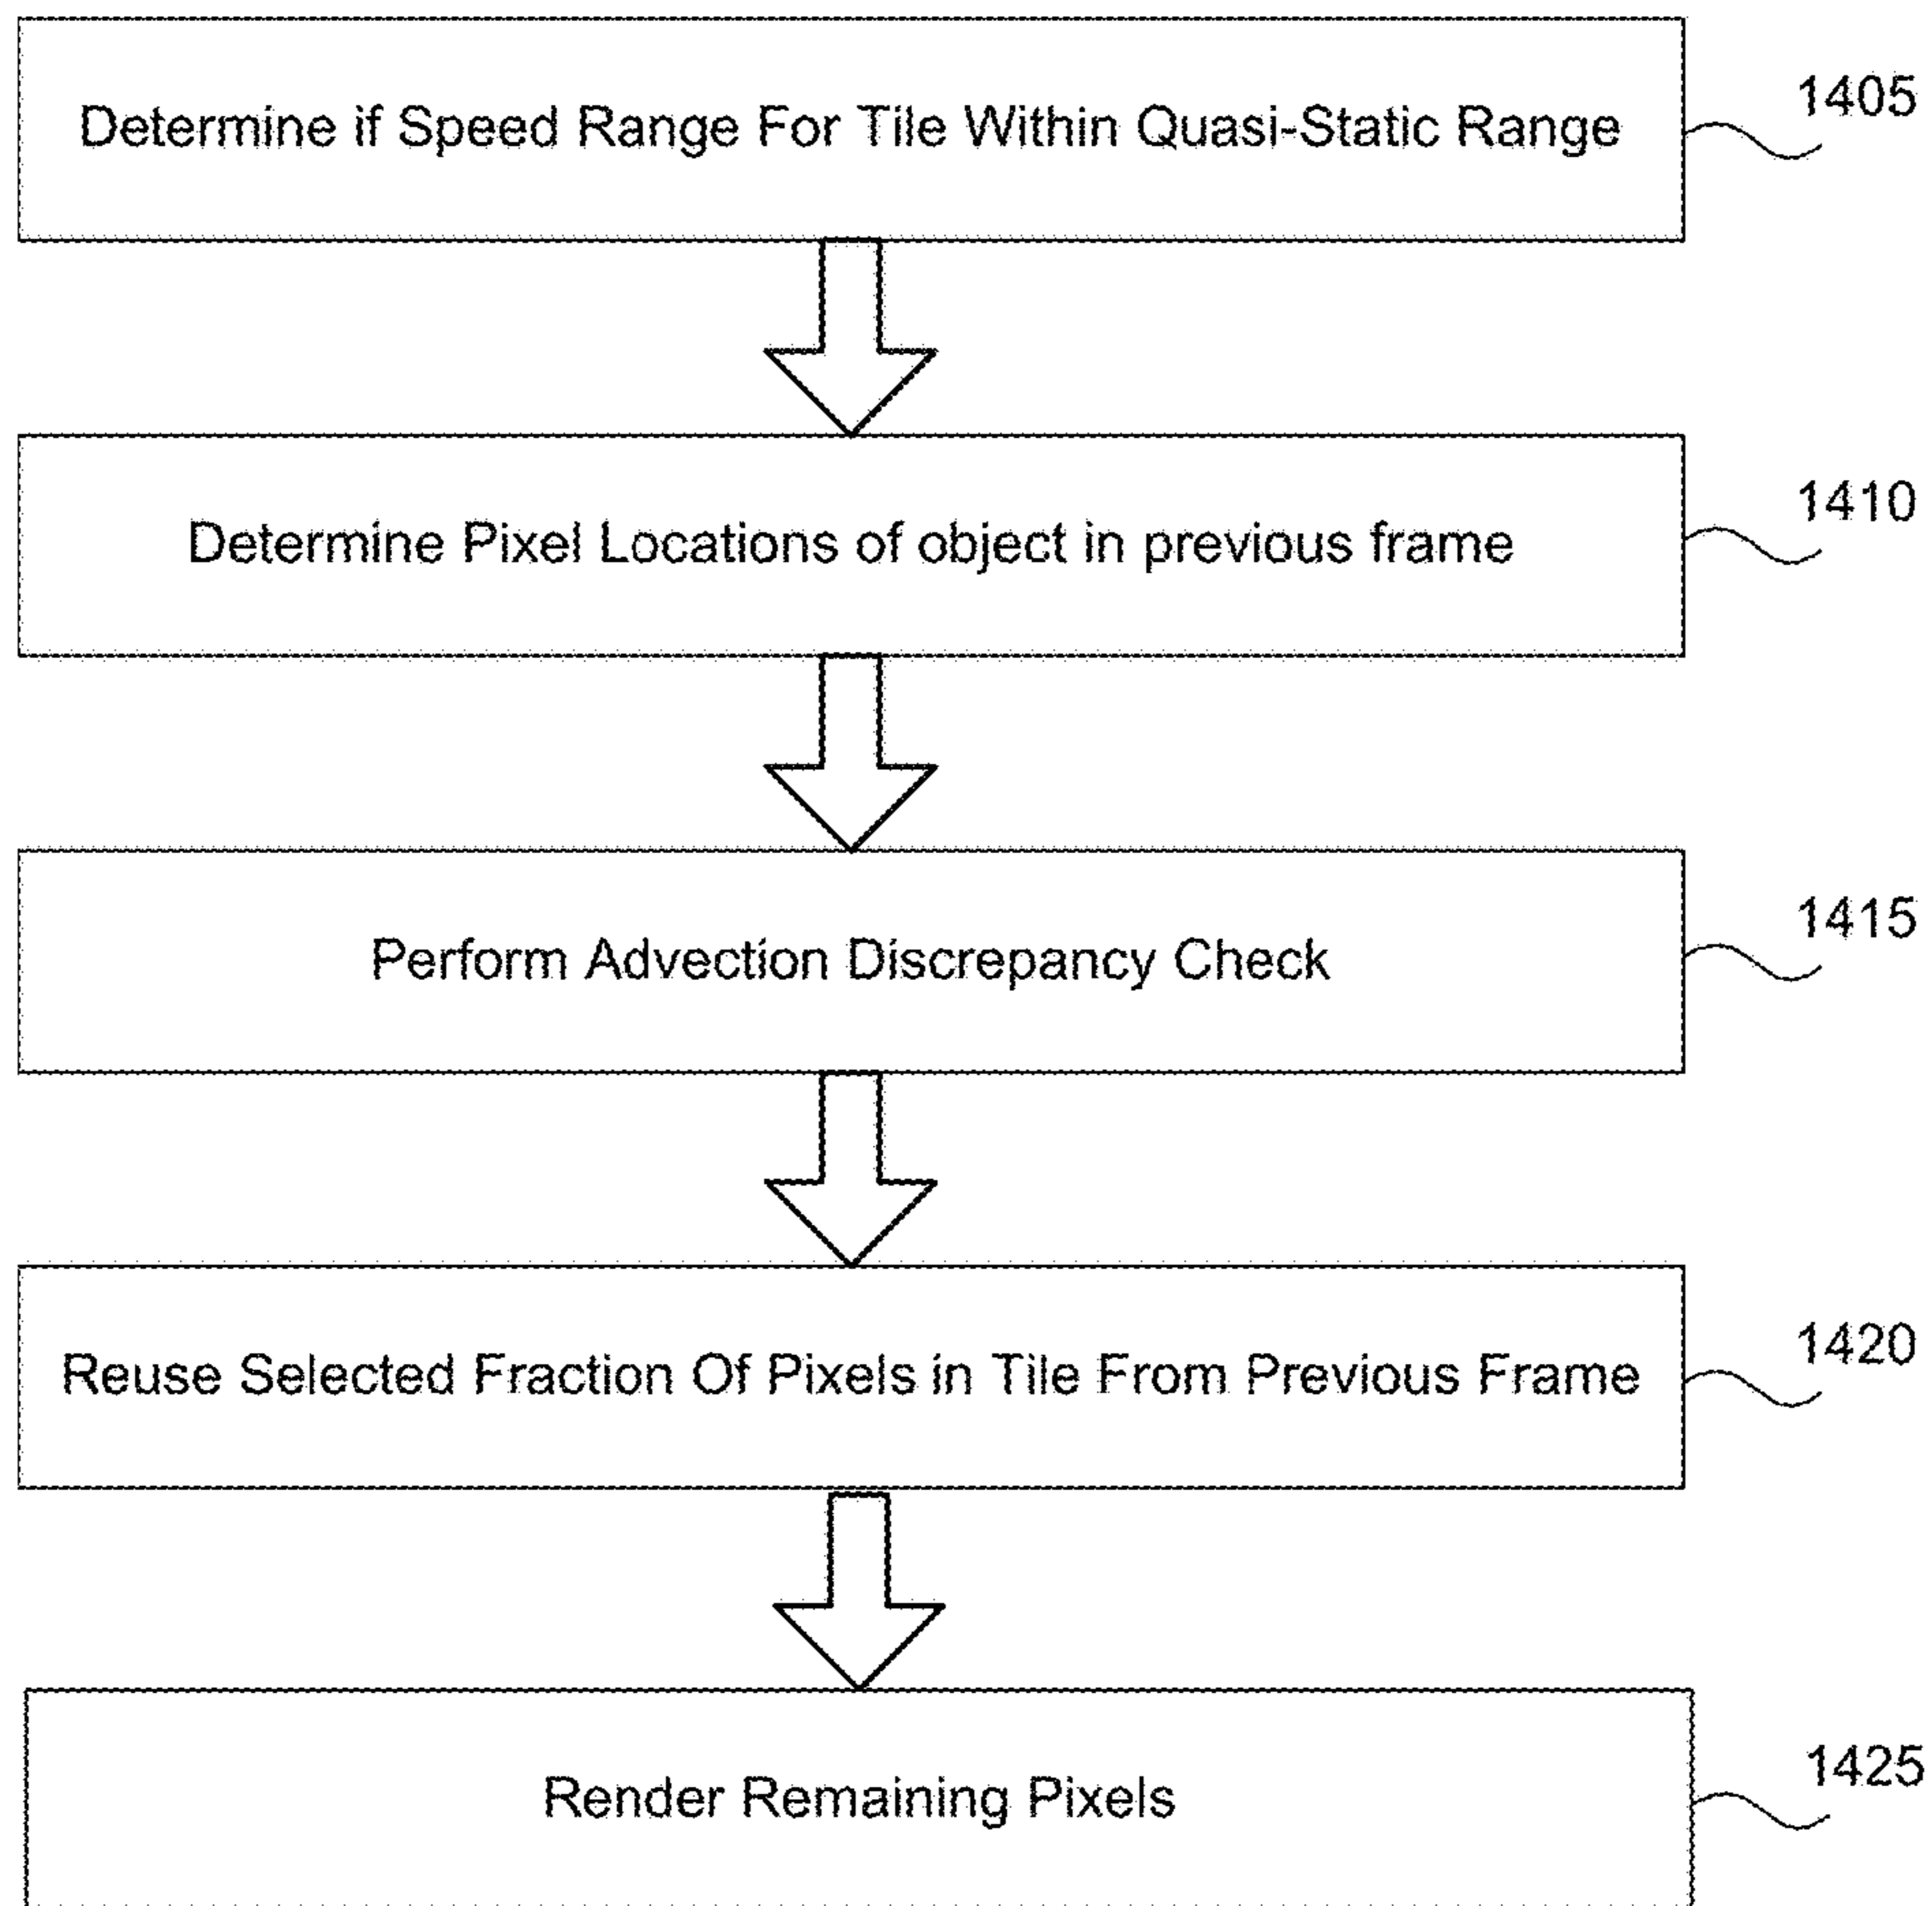 Determine if Speed Range For Tile Within Quasi-Static Range
1405
Determine Pixel Locations of object in previous frame
1410
Perform Advection Discrepancy Check
1415
Reuse Selected Fraction Of Pixels in Tile From Previous Frame
1420
Render Remaining Pixels
1425